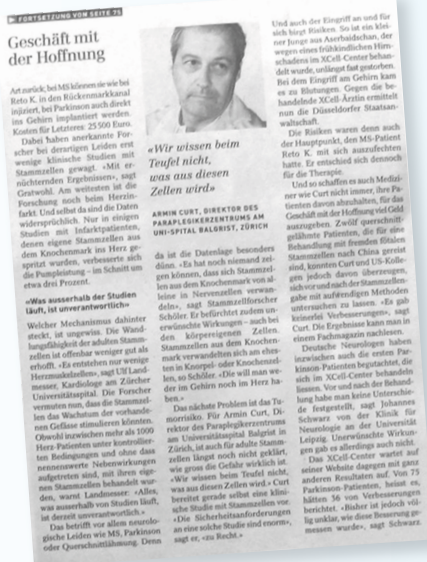 ▶ FORTSETZUNG VON SEITE 75
Geschäft mit
der Hoffnung
Art zurück, bei MS können sie wie bei
Reto K. in den Rückenmarkkanal
injiziert, bei Parkinson auch direkt
ins Gehirn implantiert werden.
Kosten für Letzteres: 25 500 Euro.
Dabei haben anerkannte For-
scher bei derartigen Leiden erst
wenige klinische Studien mit
Stammzellen gewagt. «Mit er-
nüchternden Ergebnissen», sagt
Gratwohl. Am weitesten ist die
Forschung noch beim Herzin-
farkt. Und selbst da sind die Daten
widersprüchlich. Nur in einigen
Studien mit Infarktpatienten,
denen eigene Stammzellen aus
dem Knochenmark ins Herz ge-
spritzt wurden, verbesserte sich
die Pumpleistung – im Schnitt um
etwa drei Prozent.
«Was ausserhalb der Studien
läuft, ist unverantwortlich»
Welcher Mechanismus dahinter
steckt, ist ungewiss. Die Wand-
lungsfähigkeit der adulten Stamm-
zellen ist offenbar weniger gut als
erhofft. «Es entstehen nur wenige
Herzmuskelzellen», sagt Ulf Land-
messer, Kardiologe am Zürcher
Universitätsspital. Die Forscher
vermuten nun, dass die Stammzel-
len das Wachstum der vorhande-
nen Gefässe stimulieren könnten.
Obwohl inzwischen mehr als 1000
Herz-Patienten unter kontrollier-
ten Bedingungen und ohne dass
nennenswerte Nebenwirkungen
aufgetreten sind, mit ihren eige-
nen Stammzellen behandelt wur-
den, warnt Landmesser: «Alles,
was ausserhalb von Studien läuft,
ist derzeit unverantwortlich.»
Das betrifft vor allem neurolo-
gische Leiden wie MS, Parkinson
oder Querschnittlähmung. Denn
«Wir wissen beim
Teufel nicht,
was aus diesen
Zellen wird»
ARMIN CURT, DIREKTOR DES
PARAPLEGIKERZENTRUMS AM
UNI-SPITAL BALGRIST, ZÜRICH
da ist die Datenlage besonders
dünn. «Es hat noch niemand zei-
gen können, dass sich Stammzel-
len aus dem Knochenmark von al-
leine in Nervenzellen verwan-
deln», sagt Stammzellforscher
Schöler. Er befürchtet zudem un-
erwünschte Wirkungen – auch bei
den körpereigenen Zellen.
Stammzellen aus dem Knochen-
mark verwandelten sich am ehes-
ten in Knorpel- oder Knochenzel-
len, so Schöler. «Die will man we-
der im Gehirn noch im Herz ha-
ben.»
Das nächste Problem ist das Tu-
morrisiko. Für Armin Curt, Di-
rektor des Paraplegikerzentrums
am Universitätsspital Balgrist in
Zürich, ist auch für adulte Stamm-
zellen längst noch nicht geklärt,
wie gross die Gefahr wirklich ist.
«Wir wissen beim Teufel nicht,
was aus diesen Zellen wird.» Curt
bereitet gerade selbst eine klini-
sche Studie mit Stammzellen vor.
«Die Sicherheitsanforderungen
an eine solche Studie sind enorm»,
sagt er, «zu Recht.»
Und auch der Eingriff an und für
sich birgt Risiken. So ist ein klei-
ner Junge aus Aserbaidschan, der
wegen eines frühkindlichen Hirn-
schadens im XCell-Center behan-
delt wurde, unlängst fast gestorben.
Bei dem Eingriff am Gehirn kam
es zu Blutungen. Gegen die be-
handelnde XCell-Ärztin ermittelt
nun die Düsseldorfer Staatsan-
waltschaft.
Die Risiken waren denn auch
der Hauptpunkt, den MS-Patient
Reto K. mit sich auszufechten
hatte. Er entschied sich dennoch
für die Therapie.
Und so schaffen es auch Medizi-
ner wie Curt nicht immer, ihre Pa-
tienten davon abzuhalten, für das
Geschäft mit der Hoffnung viel Geld
auszugeben. Zwölf querschnitt-
gelähmte Patienten, die für eine
Behandlung mit fremden fötalen
Stammzellen nach China gereist
sind, konnten Curt und US-Kolle-
gen jedoch davon überzeugen,
sich vor und nach der Stammzellen-
gabe mit aufwendigen Methoden
untersuchen zu lassen. «Es gab
keinerlei Verbesserungen», sagt
Curt. Die Ergebnisse kann man in
einem Fachmagazin nachlesen.
Deutsche Neurologen haben
inzwischen auch die ersten Par-
kinson-Patienten begutachtet, die
sich im XCell-Center behandeln
liessen. Vor und nach der Behand-
lung habe man keine Unterschie-
de festgestellt, sagt Johannes
Schwarz von der Klinik für
Neurologie an der Universität
Leipzig. Unerwünschte Wirkun-
gen gab es allerdings auch nicht.
Das XCell-Center wartet auf
seiner Website dagegen mit ganz
anderen Resultaten auf. Von 75
Parkinson-Patienten, heisst es,
hätten 56 von Verbesserungen
berichtet. «Bisher ist jedoch völ-
lig unklar, wie diese Besserung ge-
messen wurde», sagt Schwarz.